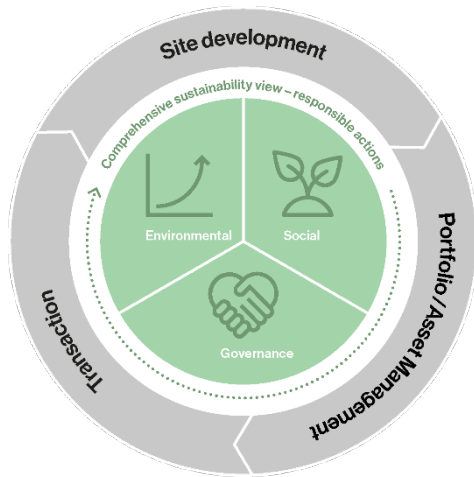 Site development
Comprehensive sustainability view – responsible actions
Environmental
Social
Governance
Portfolio/Asset Management
Transaction